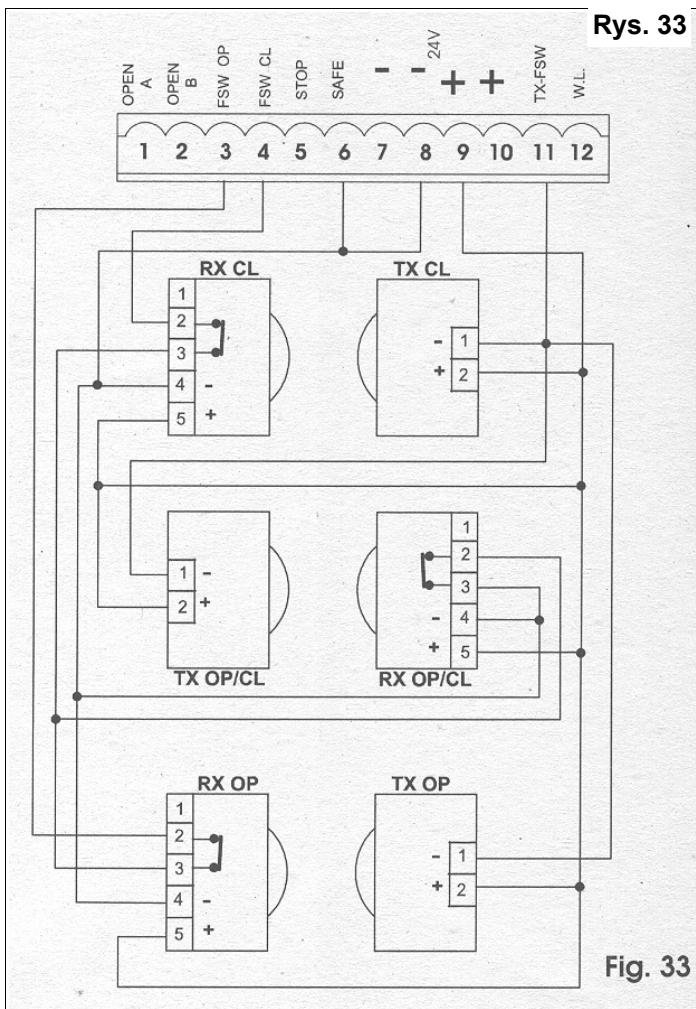 Rys. 33
OPEN A
OPEN B
FSW OP
FSW CL
STOP
SAFE
-
- 24V
+
+
TX-FSW
W.L.
1 2 3 4 5 6 7 8 9 10 11 12
RX CL
1
2
3
4 -
5 +
TX CL
- 1
+ 2
1 -
2 +
TX OP/CL
1
2
3
- 4
+ 5
RX OP/CL
RX OP
1
2
3
4 -
5 +
TX OP
- 1
+ 2
Fig. 33